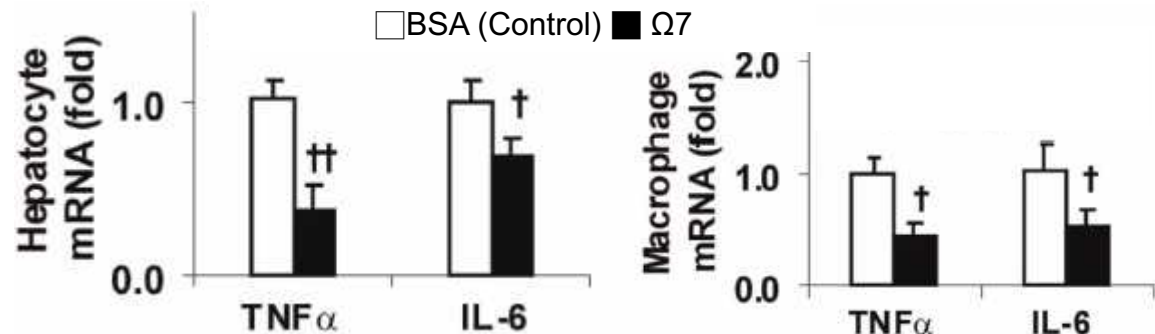 BSA (Control) Ω7
Hepatocyte
mRNA (fold)
1.0
0.0
††
†
TNFα
IL-6
Macrophage
mRNA (fold)
2.0
1.0
0.0
†
†
TNFα
IL-6